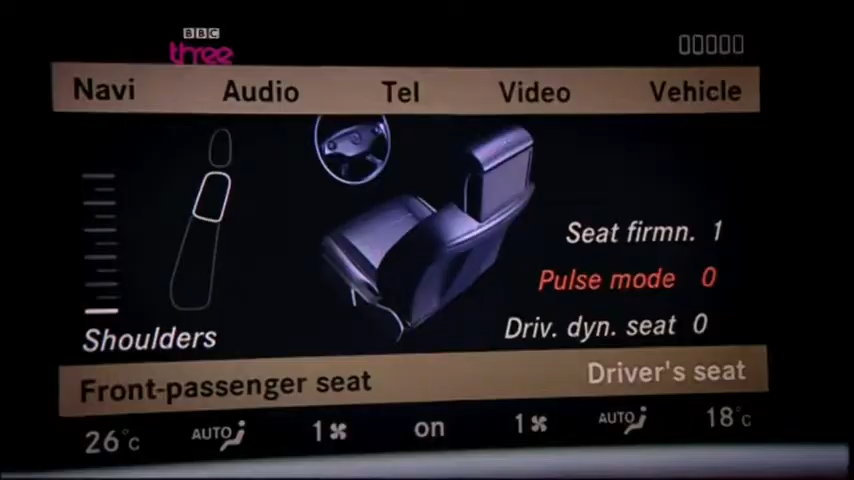 BBC
three
Navi Audio Tel Video Vehicle
Seat firmn. 1
Pulse mode 0
Shoulders
Driv. dyn. seat 0
Front-passenger seat Driver's seat
26°C AUTO 1 on 1 AUTO 18°C